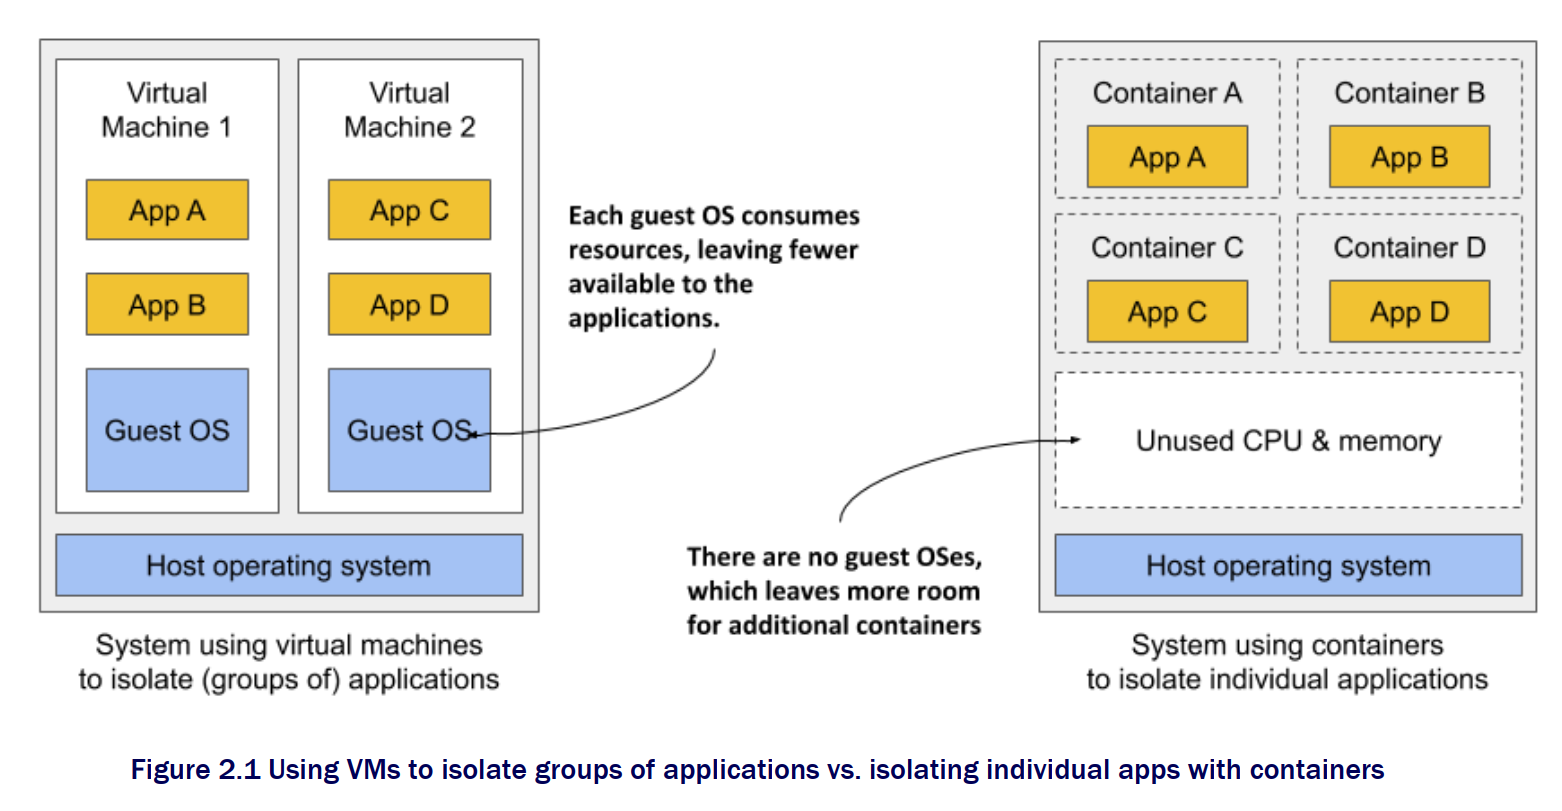 Virtual
Machine 1
App A
App B
Guest OS
Virtual
Machine 2
App C
App D
Guest OS
Host operating system
System using virtual machines
to isolate (groups of) applications
Each guest OS consumes
resources, leaving fewer
available to the
applications.
There are no guest OSes,
which leaves more room
for additional containers
Container A
App A
Container B
App B
Container C
App C
Container D
App D
Unused CPU & memory
Host operating system
System using containers
to isolate individual applications
Figure 2.1 Using VMs to isolate groups of applications vs. isolating individual apps with containers